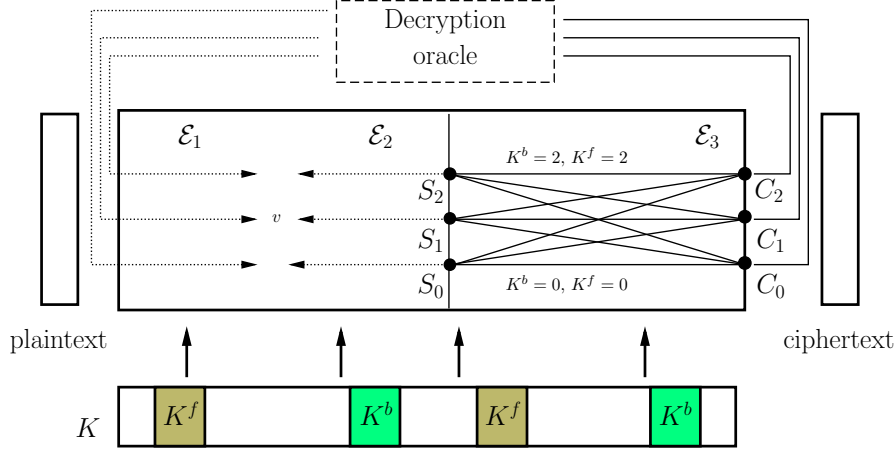 Decryption
oracle
ℰ₁
ℰ₂
ℰ₃
K^b = 2, K^f = 2
S₂
C₂
v
S₁
C₁
S₀
K^b = 0, K^f = 0
C₀
plaintext
ciphertext
K
K^f
K^b
K^f
K^b